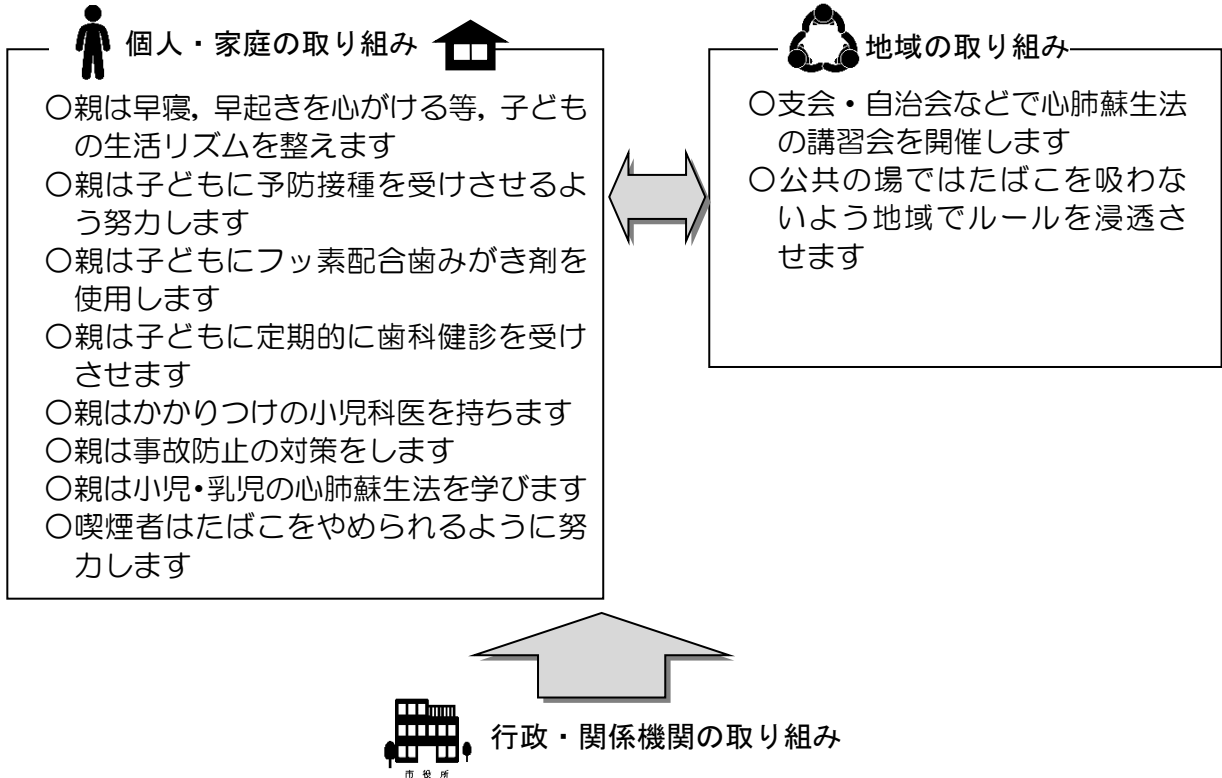 個人・家庭の取り組み
〇親は早寝，早起きを心がける等，子ども
の生活リズムを整えます
〇親は子どもに予防接種を受けさせるよ
う努力します
〇親は子どもにフッ素配合歯みがき剤を
使用します
〇親は子どもに定期的に歯科健診を受け
させます
〇親はかかりつけの小児科医を持ちます
〇親は事故防止の対策をします
〇親は小児・乳児の心肺蘇生法を学びます
〇喫煙者はたばこをやめられるように努
力します
地域の取り組み
〇支会・自治会などで心肺蘇生法
の講習会を開催します
〇公共の場ではたばこを吸わな
いよう地域でルールを浸透さ
せます
行政・関係機関の取り組み
市役所